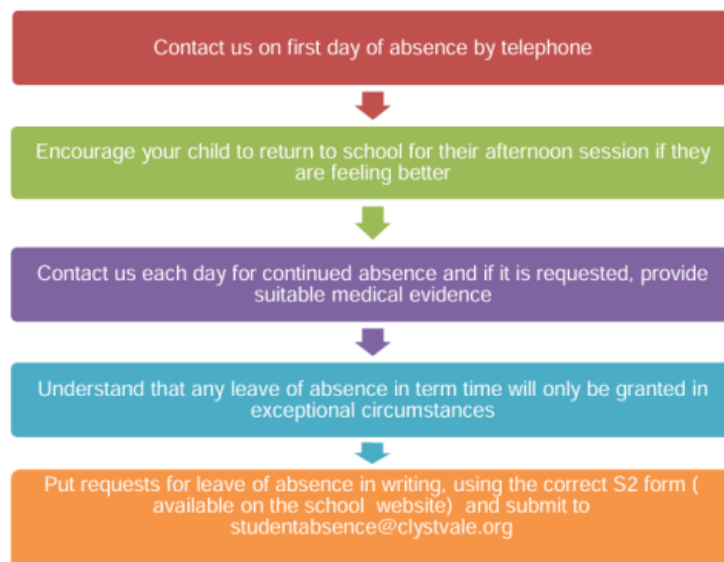 Contact us on first day of absence by telephone
Encourage your child to return to school for their afternoon session if they
are feeling better
Contact us each day for continued absence and if it is requested, provide
suitable medical evidence
Understand that any leave of absence in term time will only be granted in
exceptional circumstances
Put requests for leave of absence in writing, using the correct S2 form (
available on the school  website)  and submit to
studentabsence@clystvale.org